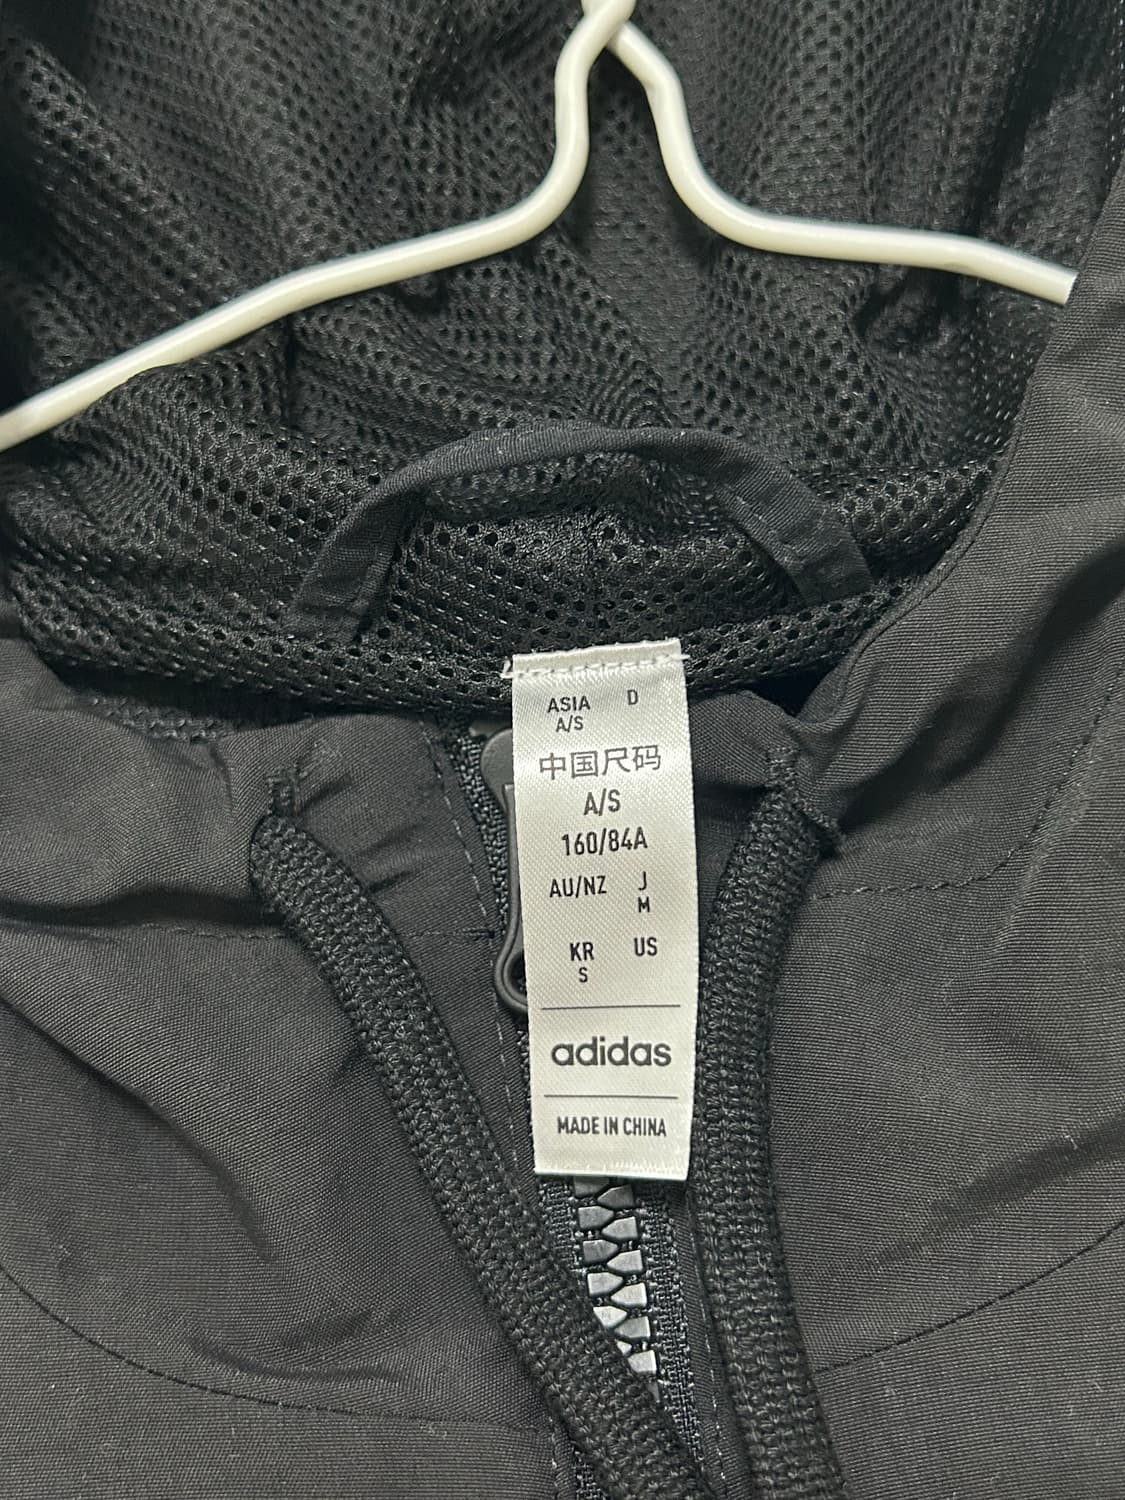 ASIA D
A/S
中国尺码
A/S
160/84A
AU/NZ J
M
KR US
S
adidas
MADE IN CHINA